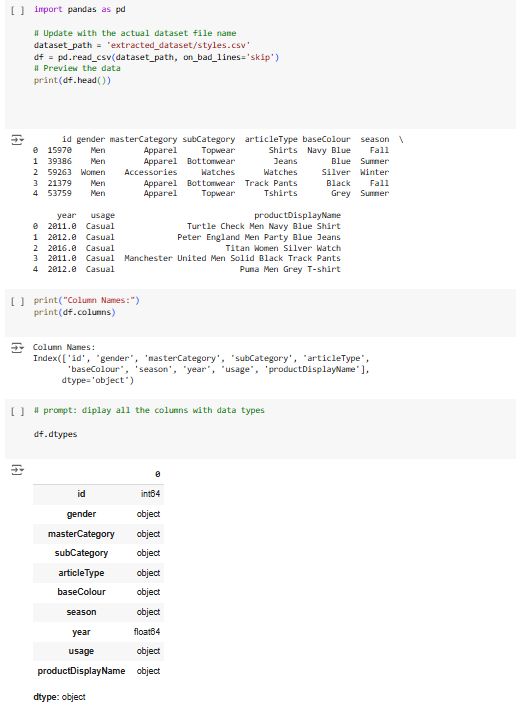 [ ] import pandas as pd
# Update with the actual dataset file name
dataset_path = 'extracted_dataset/styles.csv'
df = pd.read_csv(dataset_path, on_bad_lines='skip')
# Preview the data
print(df.head())
id gender masterCategory subCategory articleType baseColour season \
0 15970 Men Apparel Topwear Shirts Navy Blue Fall
1 39386 Men Apparel Bottomwear Jeans Blue Summer
2 59263 Women Accessories Watches Watches Silver Winter
3 21379 Men Apparel Bottomwear Track Pants Black Fall
4 53759 Men Apparel Topwear Tshirts Grey Summer
year usage productDisplayName
0 2011.0 Casual Turtle Check Men Navy Blue Shirt
1 2012.0 Casual Peter England Men Party Blue Jeans
2 2016.0 Casual Titan Women Silver Watch
3 2011.0 Casual Manchester United Men Solid Black Track Pants
4 2012.0 Casual Puma Men Grey T-shirt
[ ] print("Column Names:")
print(df.columns)
Column Names:
Index(['id', 'gender', 'masterCategory', 'subCategory', 'articleType',
'baseColour', 'season', 'year', 'usage', 'productDisplayName'],
dtype='object')
[ ] # prompt: diplay all the columns with data types
df.dtypes
0
id int64
gender object
masterCategory object
subCategory object
articleType object
baseColour object
season object
year float64
usage object
productDisplayName object
dtype: object